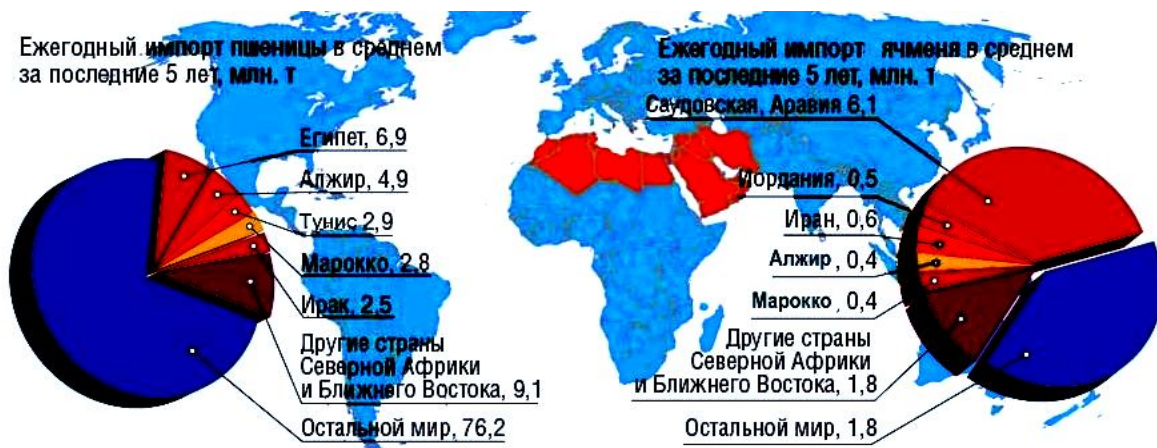 Ежегодный импорт пшеницы в среднем
за последние 5 лет, млн. т
Египет, 6,9
Алжир, 4,9
Тунис 2,9
Марокко, 2,8
Ирак, 2,5
Другие страны
Северной Африки
и Ближнего Востока, 9,1
Остальной мир, 76,2
Ежегодный импорт ячменя в среднем
за последние 5 лет, млн. т
Саудовская, Аравия 6,1
Иордания, 0,5
Иран, 0,6
Алжир , 0,4
Марокко , 0,4
Другие страны
Северной Африки
и Ближнего Востока, 1,8
Остальной мир, 1,8